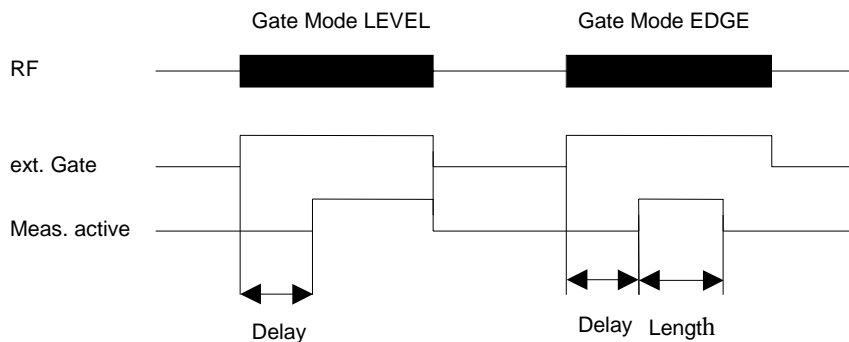 Gate Mode LEVEL
Gate Mode EDGE
RF
ext. Gate
Meas. active
Delay
Delay
Length